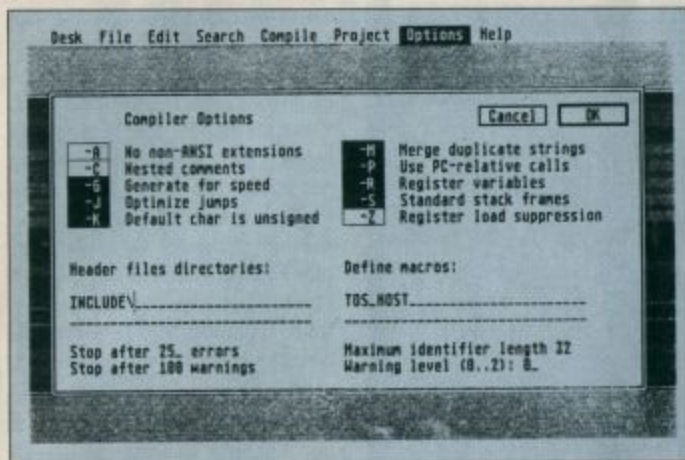 Desk File Edit Search Compile Project Options Help
Compiler Options
Cancel OK
-A No non-ANSI extensions
-C Nested comments
-G Generate for speed
-J Optimize jumps
-K Default char is unsigned
-M Merge duplicate strings
-P Use PC-relative calls
-R Register variables
-S Standard stack frames
-Z Register load suppression
Header files directories:
INCLUDE\
Define macros:
TOS_HOST
Stop after 25_ errors
Stop after 100 warnings
Maximum identifier length 32
Warning level (0..2): 0_